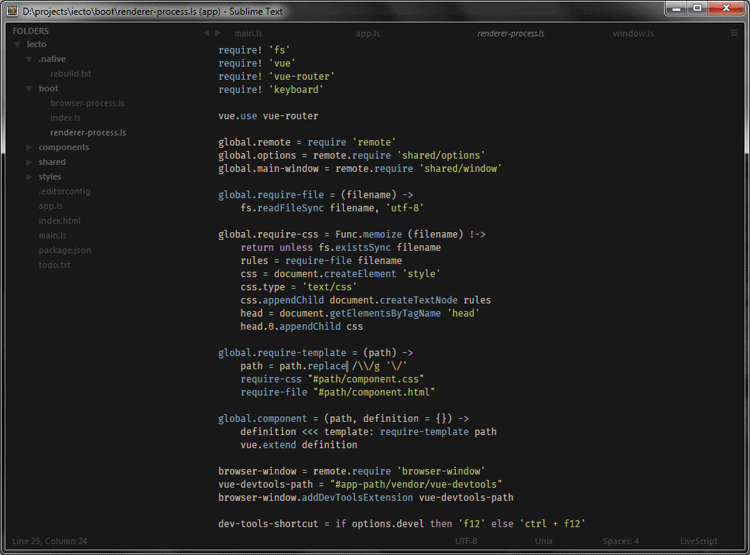 D:\projects\iecto\boot\renderer-process.ls (app) - Sublime Text
FOLDERS
iecto
.native
rebuild.txt
boot
browser-process.ls
index.ls
renderer-process.ls
components
shared
styles
.editorconfig
app.ls
index.html
main.ls
package.json
todo.txt
main.ls app.ls renderer-process.ls window.ls
require! 'fs'
require! 'vue'
require! 'vue-router'
require! 'keyboard'
vue.use vue-router
global.remote = require 'remote'
global.options = remote.require 'shared/options'
global.main-window = remote.require 'shared/window'
global.require-file = (filename) ->
fs.readFileSync filename, 'utf-8'
global.require-css = Func.memoize (filename) !->
return unless fs.existsSync filename
rules = require-file filename
css = document.createElement 'style'
css.type = 'text/css'
css.appendChild document.createTextNode rules
head = document.getElementsByTagName 'head'
head.0.appendChild css
global.require-template = (path) ->
path = path.replace /\\/g '\/'
require-css "#path/component.css"
require-file "#path/component.html"
global.component = (path, definition = {}) ->
definition <<< template: require-template path
vue.extend definition
browser-window = remote.require 'browser-window'
vue-devtools-path = "#app-path/vendor/vue-devtools"
browser-window.addDevToolsExtension vue-devtools-path
dev-tools-shortcut = if options.devel then 'f12' else 'ctrl + f12'
Line 25, Column 24 UTF-8 Unix Spaces: 4 LiveScript